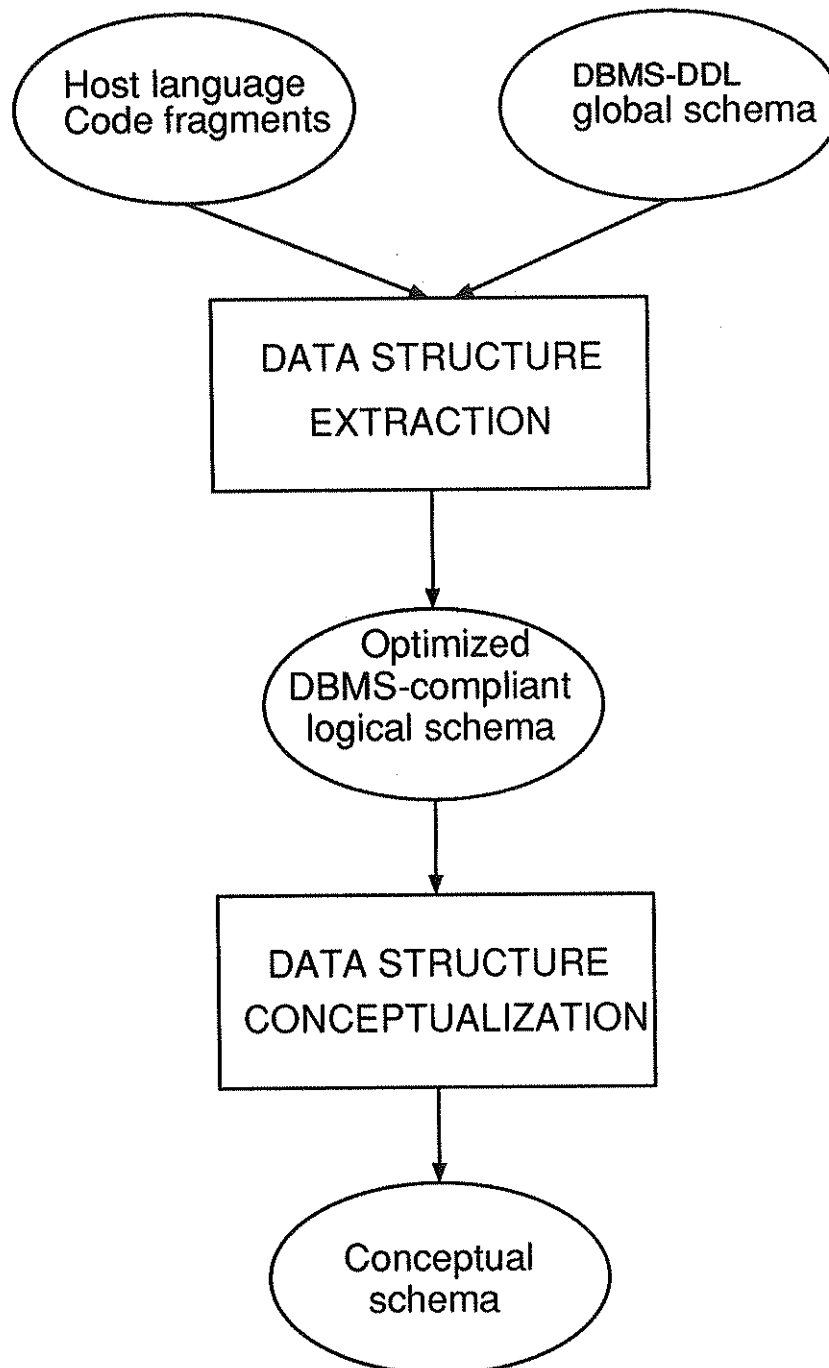 Host language
Code fragments
DBMS-DDL
global schema
DATA STRUCTURE
EXTRACTION
Optimized
DBMS-compliant
logical schema
DATA STRUCTURE
CONCEPTUALIZATION
Conceptual
schema